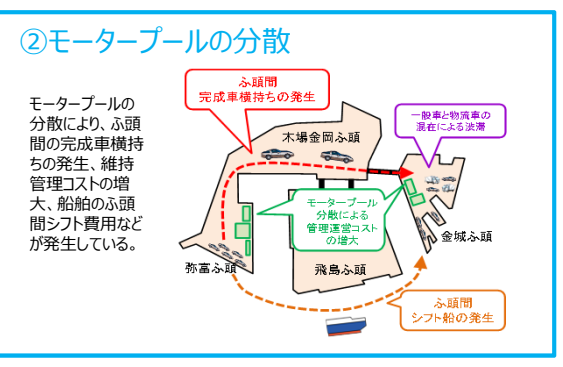 ②モータープールの分散
モータープールの
分散により、ふ頭
間の完成車横持
ちの発生、維持
管理コストの増
大、船舶のふ頭
間シフト費用など
が発生している。
ふ頭間
完成車横持ちの発生
一般車と物流車の
混在による渋滞
木場金岡ふ頭
モータープール
分散による
管理運営コスト
の増大
金城ふ頭
弥富ふ頭
飛島ふ頭
ふ頭間
シフト船の発生